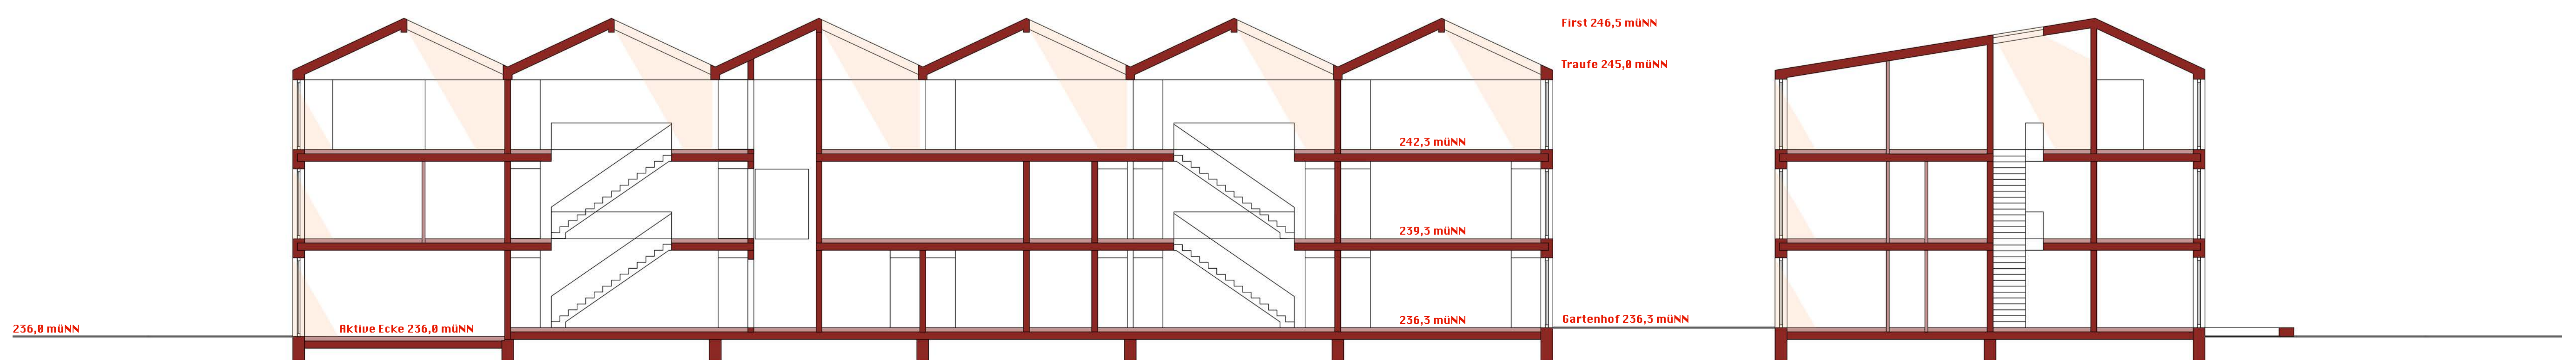 First 246,5 müNN
Traufe 245,0 müNN
242,3 müNN
239,3 müNN
236,3 müNN
Gartenhof 236,3 müNN
236,0 müNN
Aktive Ecke 236,0 müNN